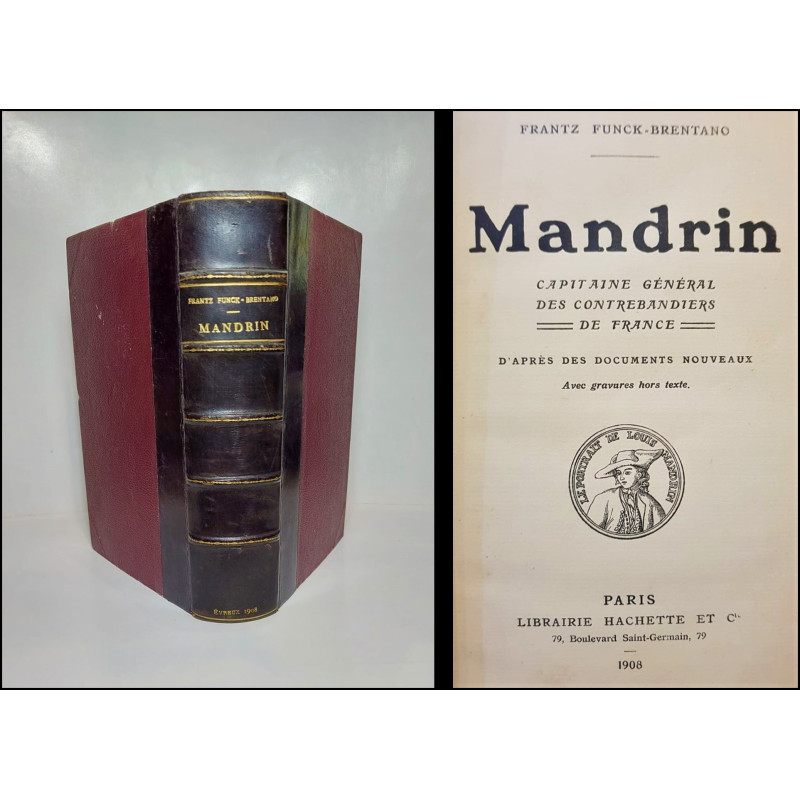 FRANTZ FUNCK-BRENTANO
MANDRIN
EVREUX 1908
FRANTZ FUNCK-BRENTANO
Mandrin
CAPITAINE GÉNÉRAL
DES CONTREBANDIERS
DE FRANCE
D'APRÈS DES DOCUMENTS NOUVEAUX
Avec gravures hors texte.
LE PORTRAIT DE LOUIS MANDRIN
PARIS
LIBRAIRIE HACHETTE ET Cie
79, Boulevard Saint-Germain, 79
1908